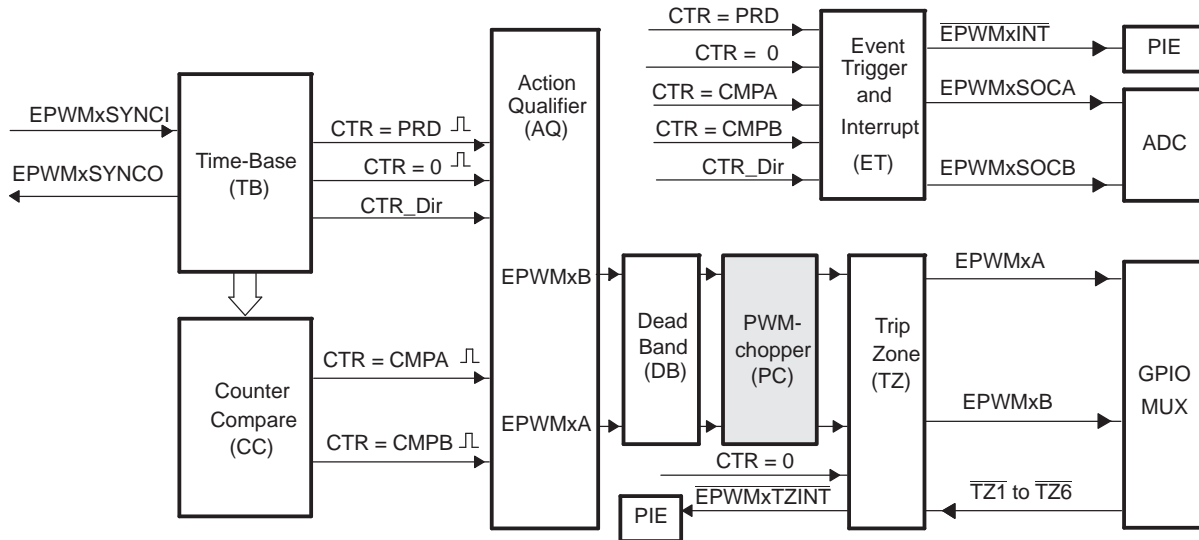 EPWMxSYNCI
EPWMxSYNCO
Time-Base
(TB)
CTR = PRD
CTR = 0
CTR_Dir
Counter
Compare
(CC)
CTR = CMPA
CTR = CMPB
Action
Qualifier
(AQ)
EPWMxB
EPWMxA
CTR = PRD
CTR = 0
CTR = CMPA
CTR = CMPB
CTR_Dir
Event
Trigger
and
Interrupt
(ET)
EPWMxINT
EPWMxSOCA
EPWMxSOCB
PIE
ADC
Dead
Band
(DB)
PWM-
chopper
(PC)
Trip
Zone
(TZ)
EPWMxA
EPWMxB
TZ1 to TZ6
GPIO
MUX
CTR = 0
EPWMxTZINT
PIE